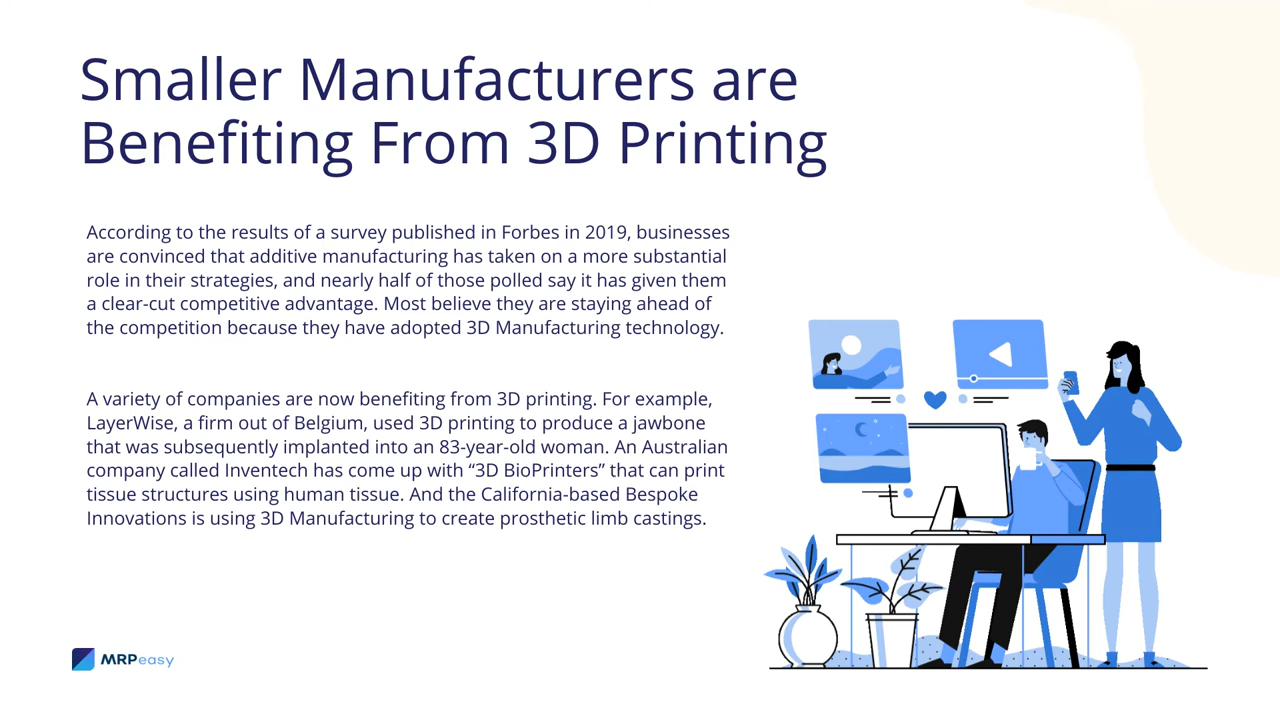 Smaller Manufacturers are
Benefiting From 3D Printing
According to the results of a survey published in Forbes in 2019, businesses
are convinced that additive manufacturing has taken on a more substantial
role in their strategies, and nearly half of those polled say it has given them
a clear-cut competitive advantage. Most believe they are staying ahead of
the competition because they have adopted 3D Manufacturing technology.
A variety of companies are now benefiting from 3D printing. For example,
LayerWise, a firm out of Belgium, used 3D printing to produce a jawbone
that was subsequently implanted into an 83-year-old woman. An Australian
company called Inventech has come up with “3D BioPrinters” that can print
tissue structures using human tissue. And the California-based Bespoke
Innovations is using 3D Manufacturing to create prosthetic limb castings.
MRPeasy